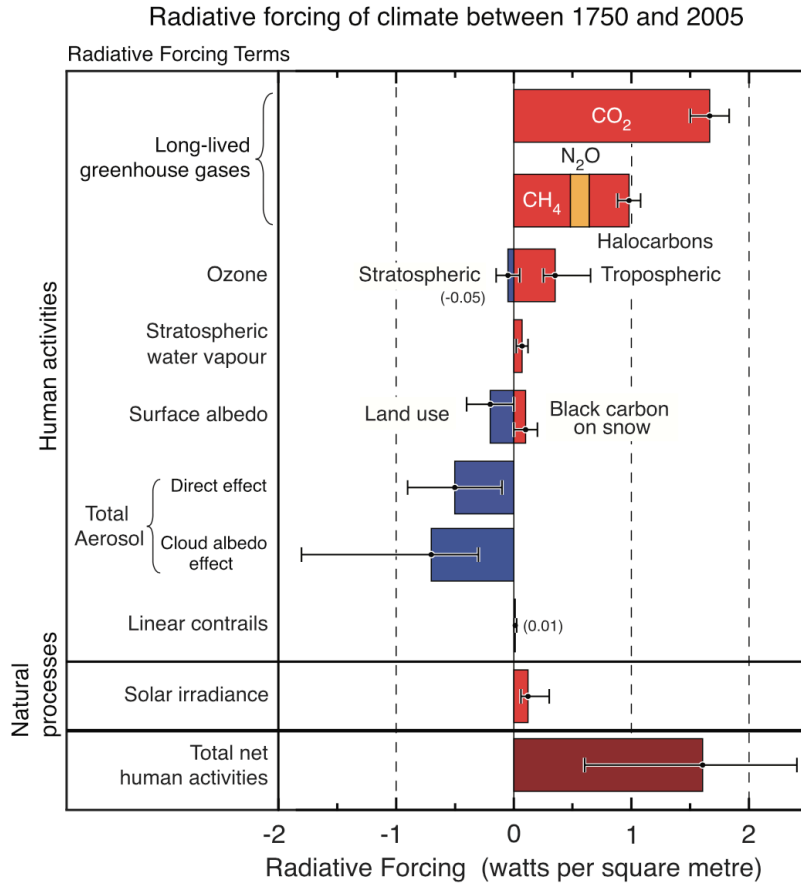 Radiative forcing of climate between 1750 and 2005
Radiative Forcing Terms
Human activities
Long-lived
greenhouse gases
CO₂
N₂O
CH₄
Halocarbons
Ozone
Stratospheric
(-0.05)
Tropospheric
Stratospheric
water vapour
Surface albedo
Land use
Black carbon
on snow
Total
Aerosol
Direct effect
Cloud albedo
effect
Linear contrails
(0.01)
Natural
processes
Solar irradiance
Total net
human activities
-2 -1 0 1 2
Radiative Forcing (watts per square metre)